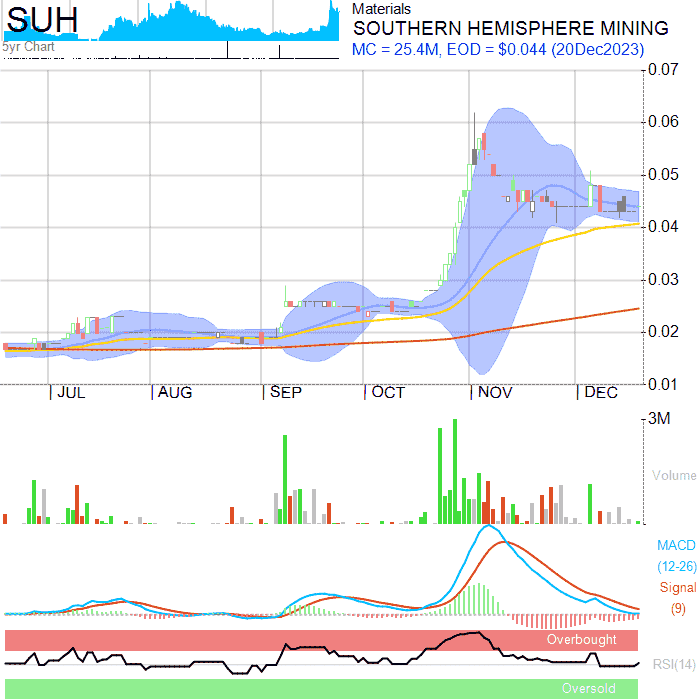 SUH
Materials
SOUTHERN HEMISPHERE MINING
5yr Chart
MC = 25.4M, EOD = $0.044 (20Dec2023)
0.07
0.06
0.05
0.04
0.03
0.02
0.01
JUL AUG SEP OCT NOV DEC
3M
Volume
MACD
(12-26)
Signal
(9)
Overbought
RSI(14)
Oversold